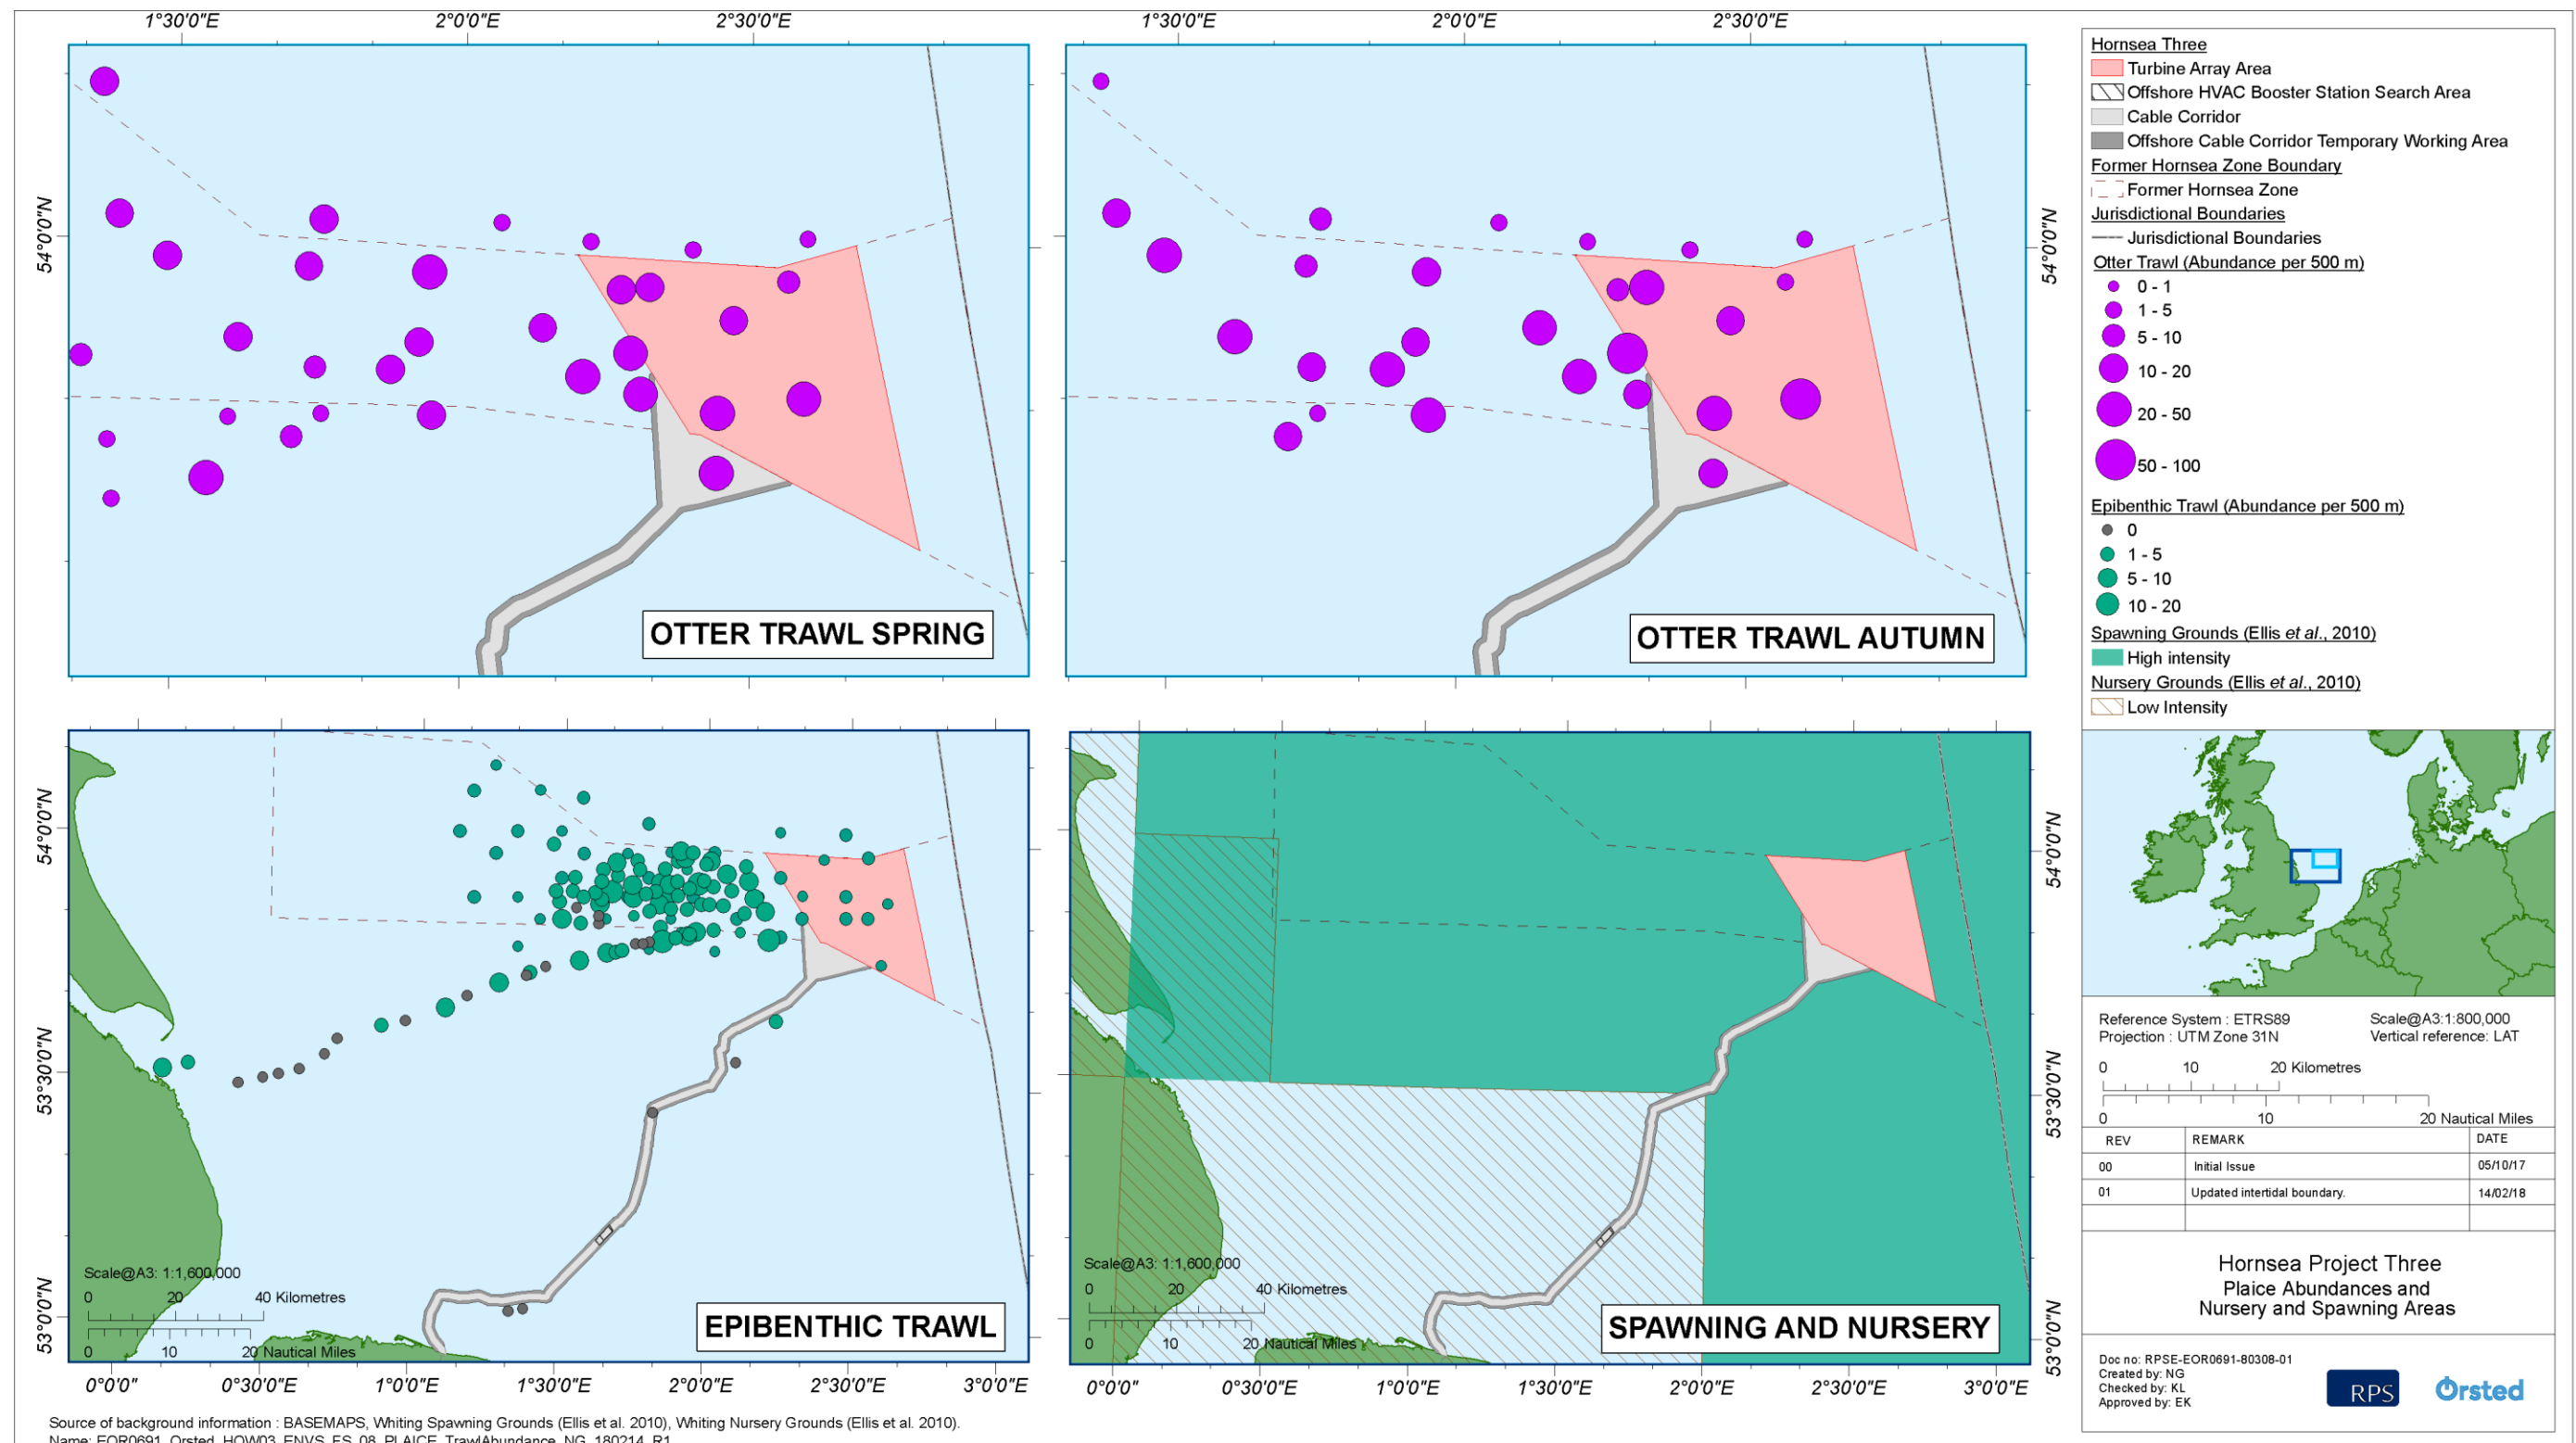 1°30'0"E 2°0'0"E 2°30'0"E
1°30'0"E 2°0'0"E 2°30'0"E
54°0'0"N
54°0'0"N
OTTER TRAWL SPRING
OTTER TRAWL AUTUMN
54°0'0"N
53°30'0"N
53°0'0"N
Scale@A3: 1:1,600,000
0 20 40 Kilometres
0 10 20 Nautical Miles
EPIBENTHIC TRAWL
0°0'0" 0°30'0"E 1°0'0"E 1°30'0"E 2°0'0"E 2°30'0"E 3°0'0"E
Scale@A3: 1:1,600,000
0 20 40 Kilometres
0 10 20 Nautical Miles
SPAWNING AND NURSERY
54°0'0"N
53°30'0"N
53°0'0"N
0°0'0" 0°30'0"E 1°0'0"E 1°30'0"E 2°0'0"E 2°30'0"E 3°0'0"E
Source of background information : BASEMAPS, Whiting Spawning Grounds (Ellis et al. 2010), Whiting Nursery Grounds (Ellis et al. 2010).
Name: EOR0691_Orsted_HOW03_ENVS_ES_08_PLAICE_TrawlAbundance_NG_180214_R1
Hornsea Three
Turbine Array Area
Offshore HVAC Booster Station Search Area
Cable Corridor
Offshore Cable Corridor Temporary Working Area
Former Hornsea Zone Boundary
Former Hornsea Zone
Jurisdictional Boundaries
Jurisdictional Boundaries
Otter Trawl (Abundance per 500 m)
0 - 1
1 - 5
5 - 10
10 - 20
20 - 50
50 - 100
Epibenthic Trawl (Abundance per 500 m)
0
1 - 5
5 - 10
10 - 20
Spawning Grounds (Ellis et al., 2010)
High intensity
Nursery Grounds (Ellis et al., 2010)
Low Intensity
Reference System : ETRS89 Scale@A3:1:800,000
Projection : UTM Zone 31N Vertical reference: LAT
0 10 20 Kilometres
0 10 20 Nautical Miles
REV REMARK DATE
00 Initial Issue 05/10/17
01 Updated intertidal boundary. 14/02/18
Hornsea Project Three
Plaice Abundances and
Nursery and Spawning Areas
Doc no: RPSE-EOR0691-80308-01
Created by: NG
Checked by: KL
Approved by: EK
RPS
Ørsted